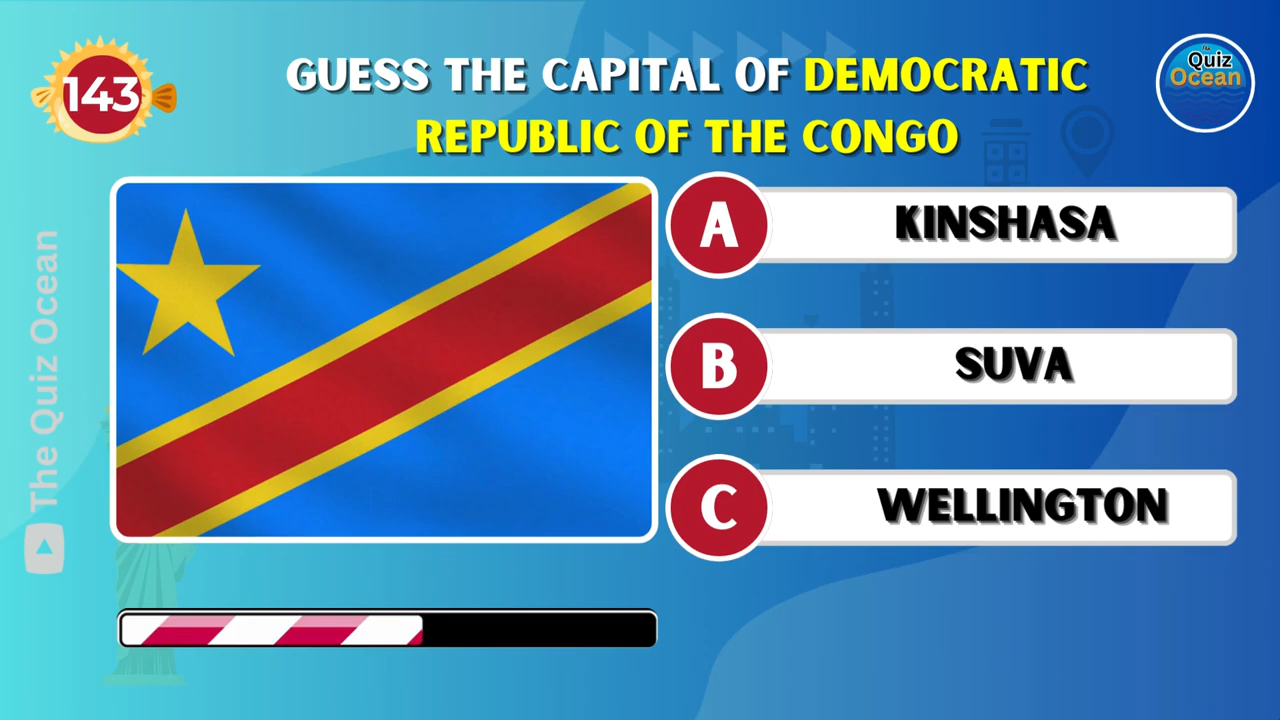 143
GUESS THE CAPITAL OF DEMOCRATIC
REPUBLIC OF THE CONGO
THE
Quiz
Ocean
A
KINSHASA
B
SUVA
C
WELLINGTON
The Quiz Ocean